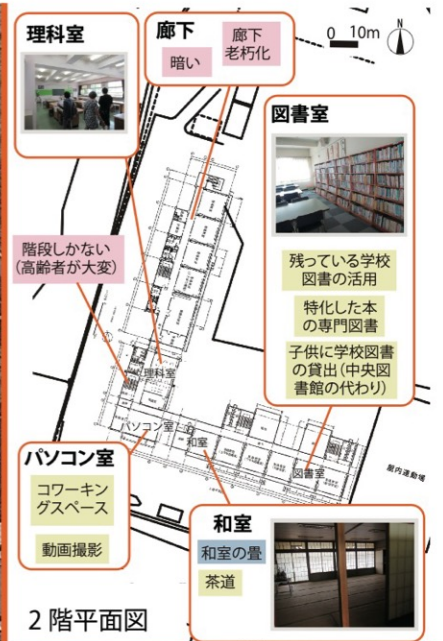 理科室
廊下
暗い
廊下
老朽化
0 10m
N
図書室
残っている学校
図書の活用
特化した本
の専門図書
子供に学校図書
の貸出（中央図
書館の代わり）
階段しかない
（高齢者が大変）
理科室
パソコン室
和室
図書室
屋内運動場
パソコン室
コワーキン
グスペース
動画撮影
和室
和室の畳
茶道
2階平面図